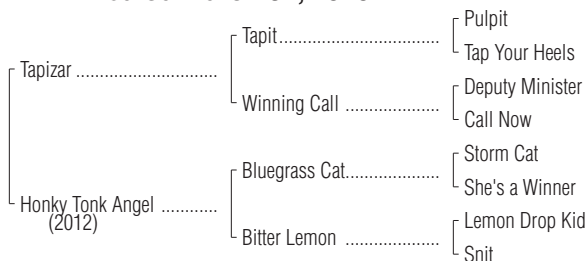 Pulpit
Tapit
Tap Your Heels
Tapizar
Deputy Minister
Winning Call
Call Now
Storm Cat
Bluegrass Cat
She's a Winner
Honky Tonk Angel
(2012)
Lemon Drop Kid
Bitter Lemon
Snit